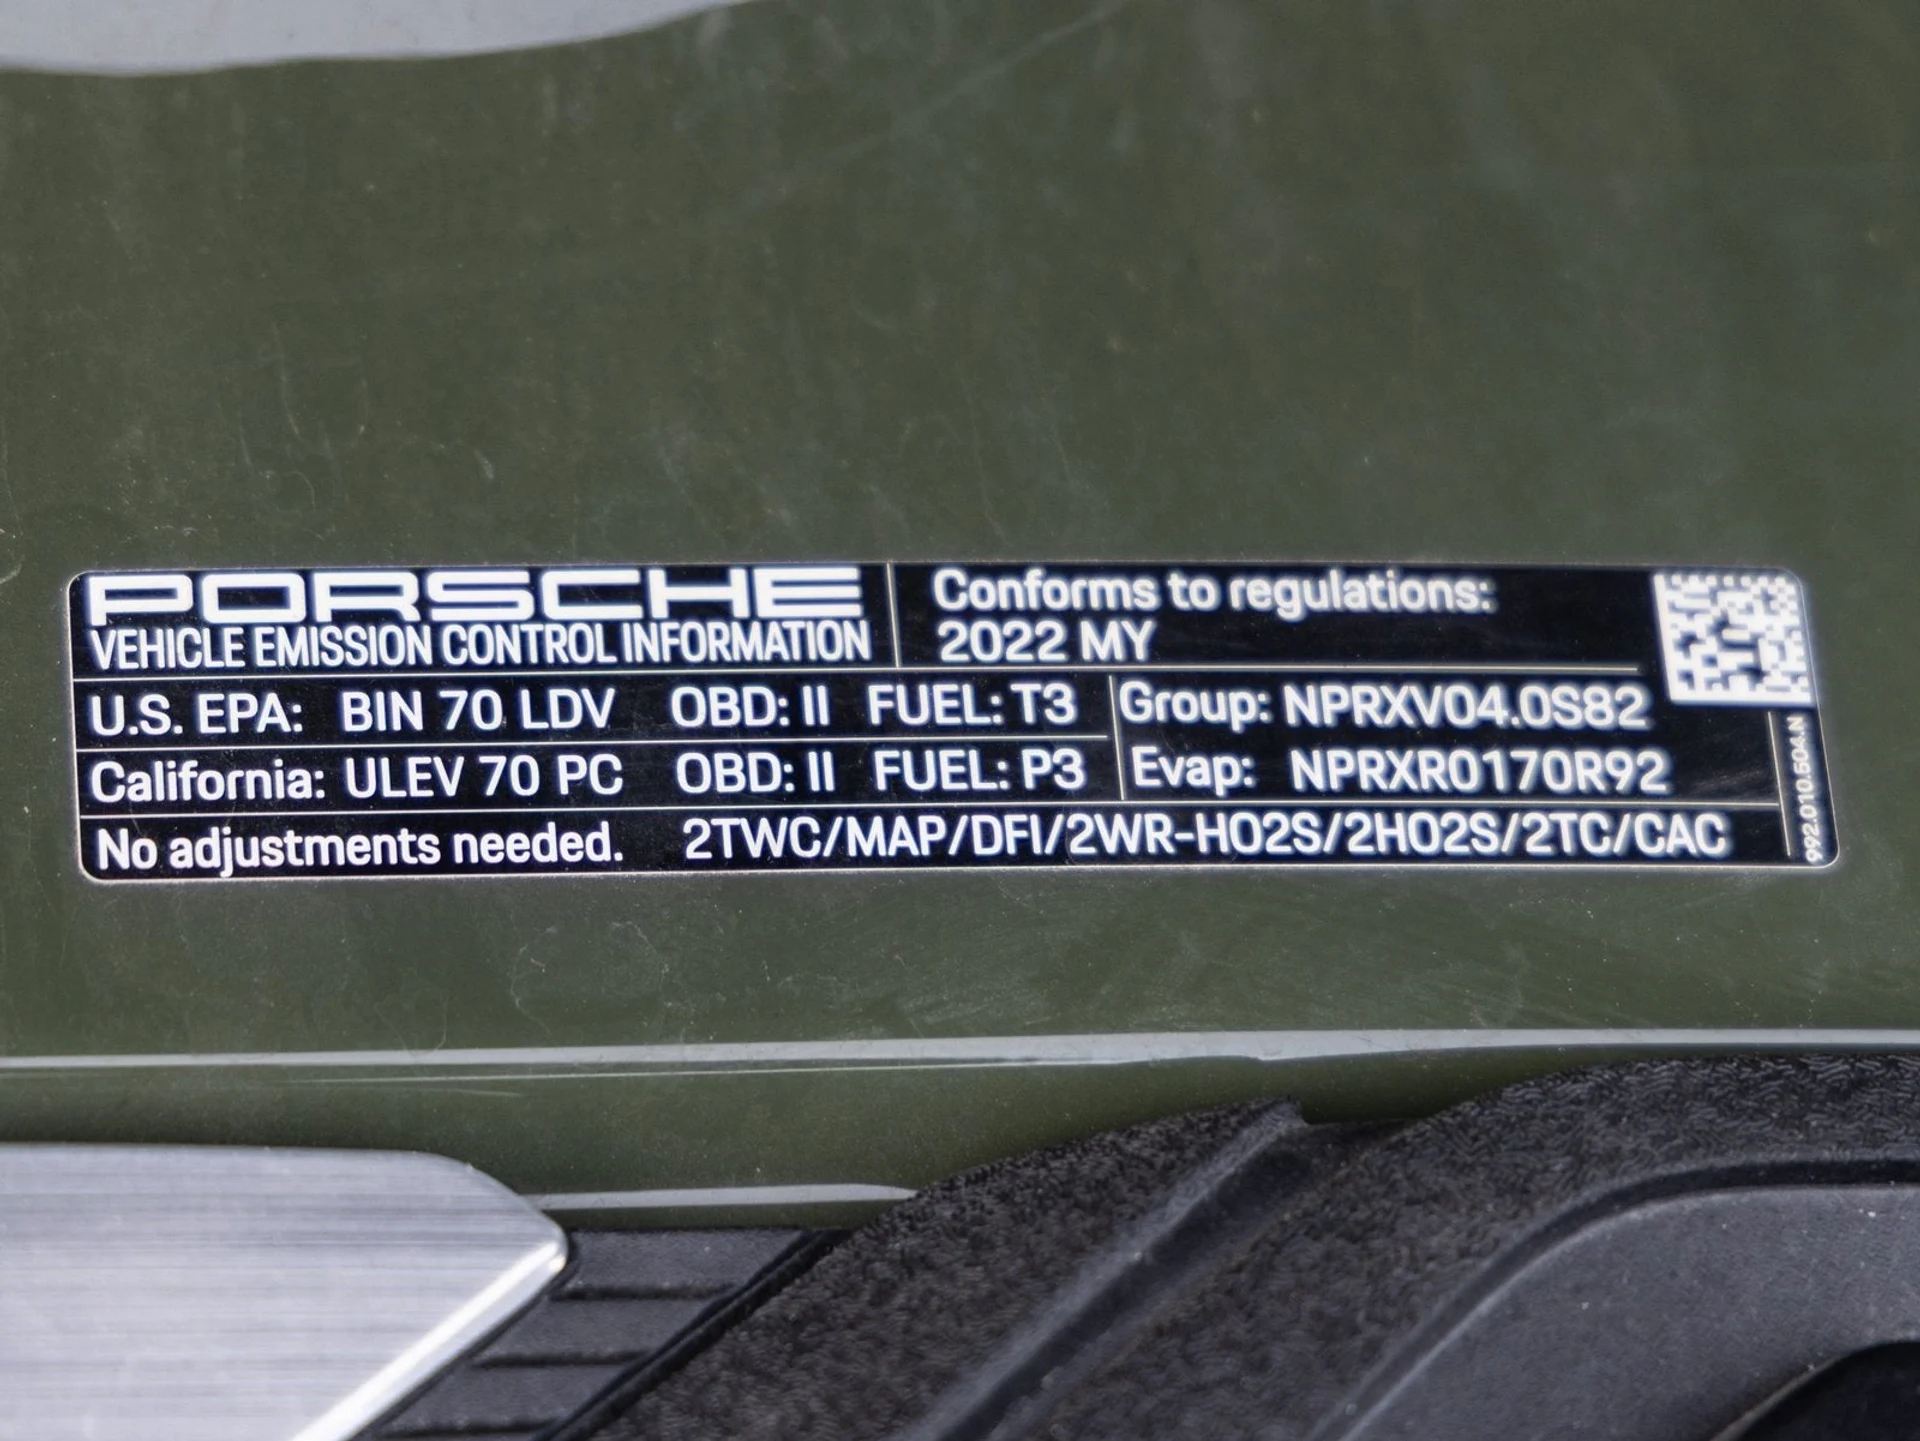 PORSCHE
VEHICLE EMISSION CONTROL INFORMATION
Conforms to regulations:
2022 MY
U.S. EPA: BIN 70 LDV OBD: II FUEL: T3
California: ULEV 70 PC OBD: II FUEL: P3
Group: NPRXV04.0S82
Evap: NPRXR0170R92
No adjustments needed. 2TWC/MAP/DFI/2WR-HO2S/2HO2S/2TC/CAC
992.010.504.N